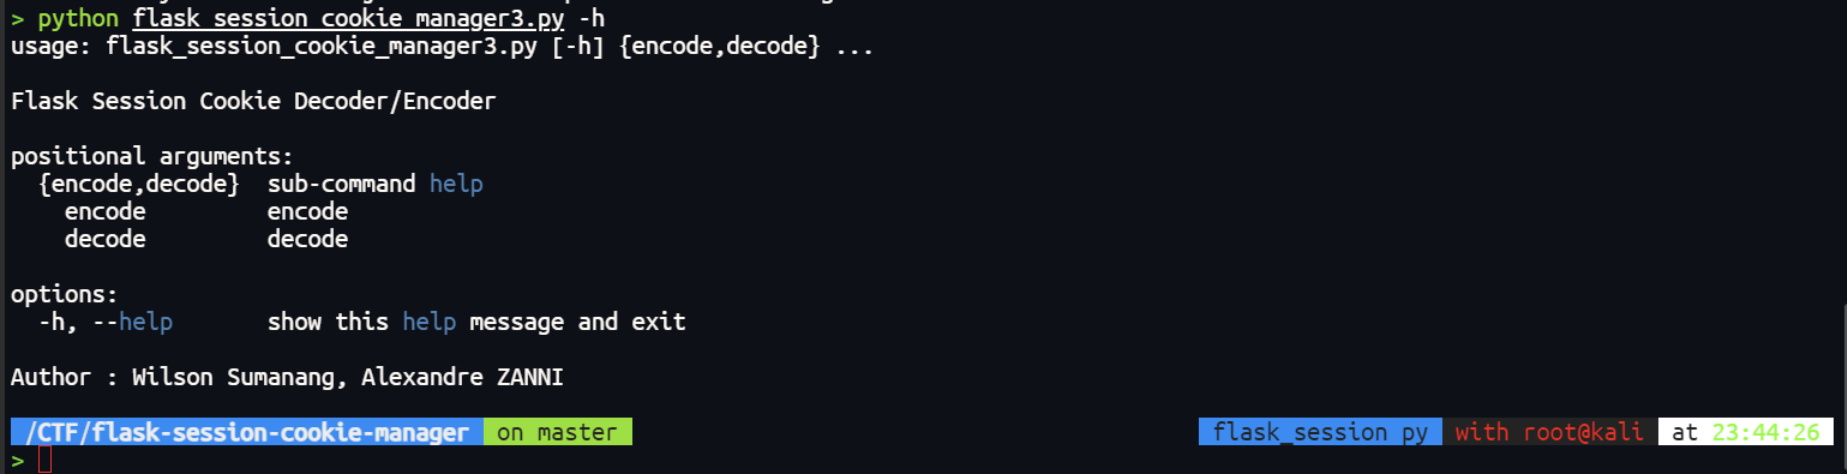 > python flask_session_cookie_manager3.py -h
usage: flask_session_cookie_manager3.py [-h] {encode,decode} ...
Flask Session Cookie Decoder/Encoder
positional arguments:
{encode,decode}  sub-command help
encode           encode
decode           decode
options:
-h, --help       show this help message and exit
Author : Wilson Sumanang, Alexandre ZANNI
/CTF/flask-session-cookie-manager on master flask_session py with root@kali at 23:44:26
>